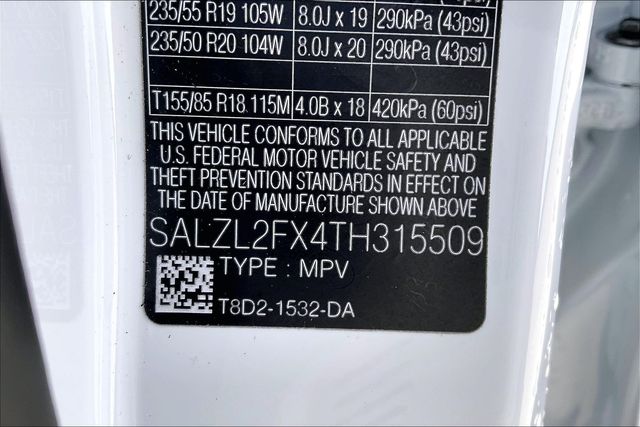 235/55 R19 105W 8.0J x 19 290kPa (43psi)
235/50 R20 104W 8.0J x 20 290kPa (43psi)
T155/85 R18 115M 4.0B x 18 420kPa (60psi)
THIS VEHICLE CONFORMS TO ALL APPLICABLE
U.S. FEDERAL MOTOR VEHICLE SAFETY AND
THEFT PREVENTION STANDARDS IN EFFECT ON
THE DATE OF MANUFACTURE SHOWN ABOVE
SALZL2FX4TH315509
TYPE : MPV
T8D2-1532-DA